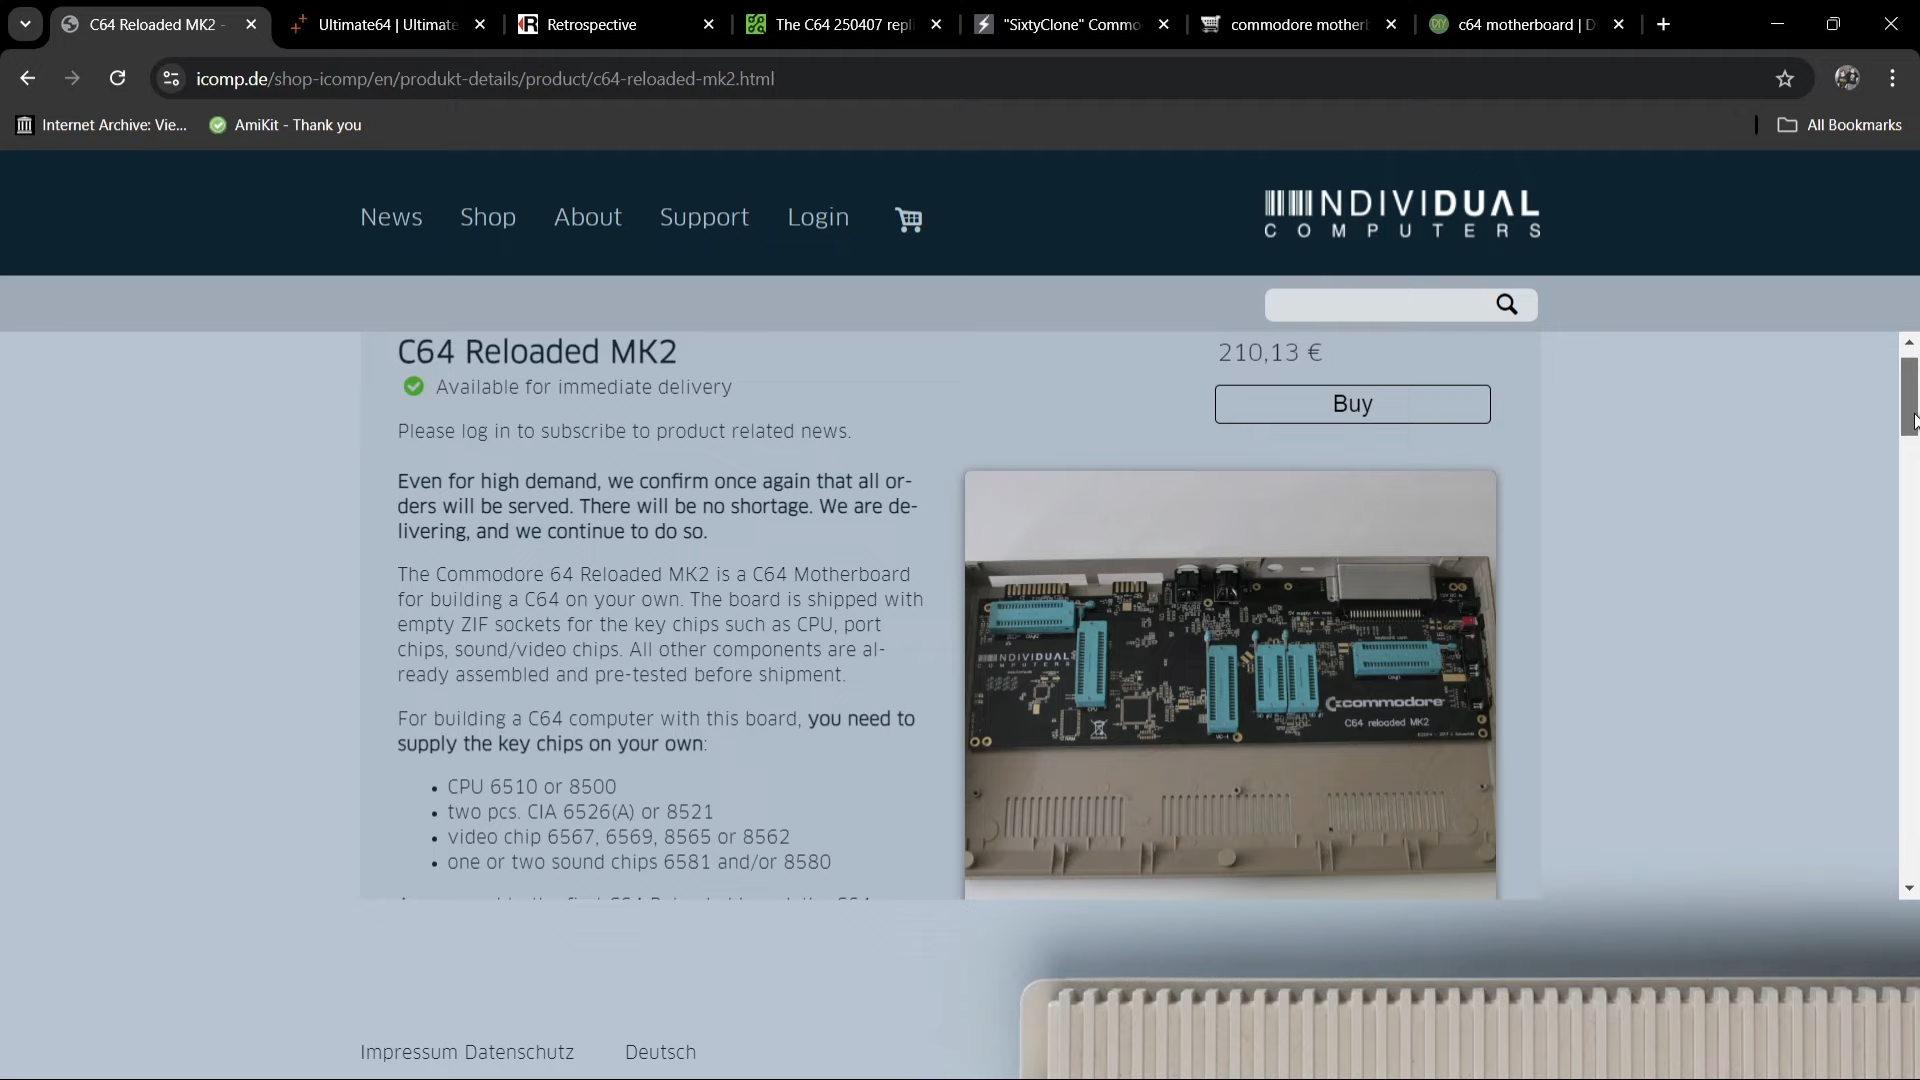 C64 Reloaded MK2 -
Ultimate64 | Ultimate
Retrospective
The C64 250407 repl
"SixtyClone" Commo
commodore mother
c64 motherboard | D
icomp.de/shop-icomp/en/produkt-details/product/c64-reloaded-mk2.html
Internet Archive: Vie...
AmiKit - Thank you
All Bookmarks
News
Shop
About
Support
Login
INDIVIDUAL
COMPUTERS
C64 Reloaded MK2
210,13 €
Available for immediate delivery
Buy
Please log in to subscribe to product related news.
Even for high demand, we confirm once again that all or-
ders will be served. There will be no shortage. We are de-
livering, and we continue to do so.
The Commodore 64 Reloaded MK2 is a C64 Motherboard
for building a C64 on your own. The board is shipped with
empty ZIF sockets for the key chips such as CPU, port
chips, sound/video chips. All other components are al-
ready assembled and pre-tested before shipment.
For building a C64 computer with this board, you need to
supply the key chips on your own:
• CPU 6510 or 8500
• two pcs. CIA 6526(A) or 8521
• video chip 6567, 6569, 8565 or 8562
• one or two sound chips 6581 and/or 8580
INDIVIDUAL
COMPUTERS
commodore
C64 reloaded MK2
Impressum Datenschutz
Deutsch